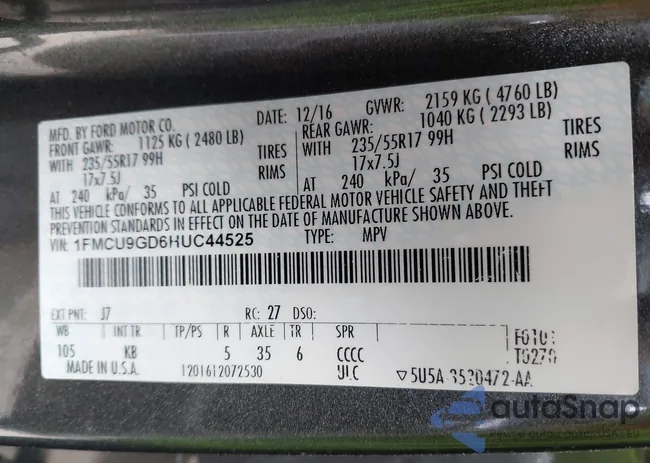 MFD. BY FORD MOTOR CO. DATE: 12/16 GVWR: 2159 KG ( 4760 LB)
FRONT GAWR: 1125 KG ( 2480 LB) REAR GAWR: 1040 KG ( 2293 LB)
WITH 235/55R17 99H TIRES WITH 235/55R17 99H TIRES
17x7.5J RIMS 17x7.5J RIMS
AT 240 kPa/ 35 PSI COLD AT 240 kPa/ 35 PSI COLD
THIS VEHICLE CONFORMS TO ALL APPLICABLE FEDERAL MOTOR VEHICLE SAFETY AND THEFT
PREVENTION STANDARDS IN EFFECT ON THE DATE OF MANUFACTURE SHOWN ABOVE.
1FMCU9GD6HUC44525 TYPE: MPV
EXT PNT: J7 RC: 27 DSO:
WB INT TR TP/PS R AXLE TR SPR
105 KB 5 35 6 CCCC
MADE IN U.S.A. 1201612072530 ULC
autoSnap